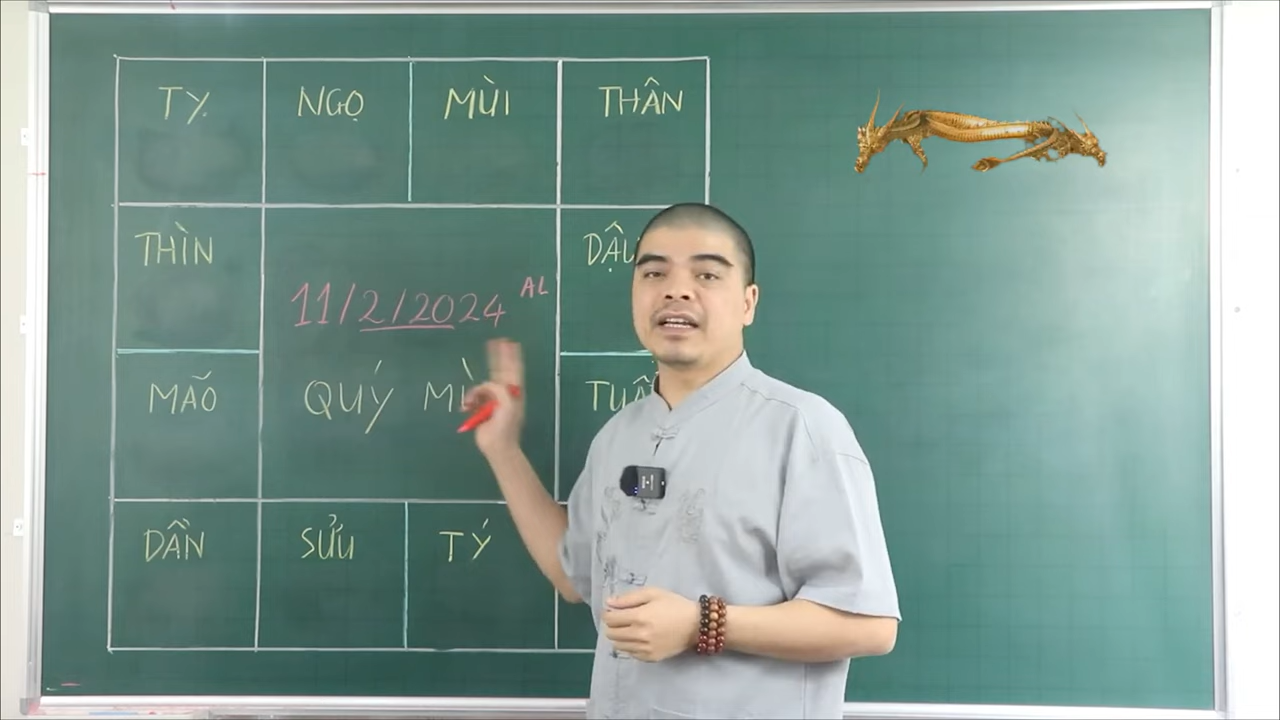 TỴ NGỌ MÙI THÂN
THÌN
11/2/2024 AL
MÃO QUÝ
DẦN SỬU TÝ